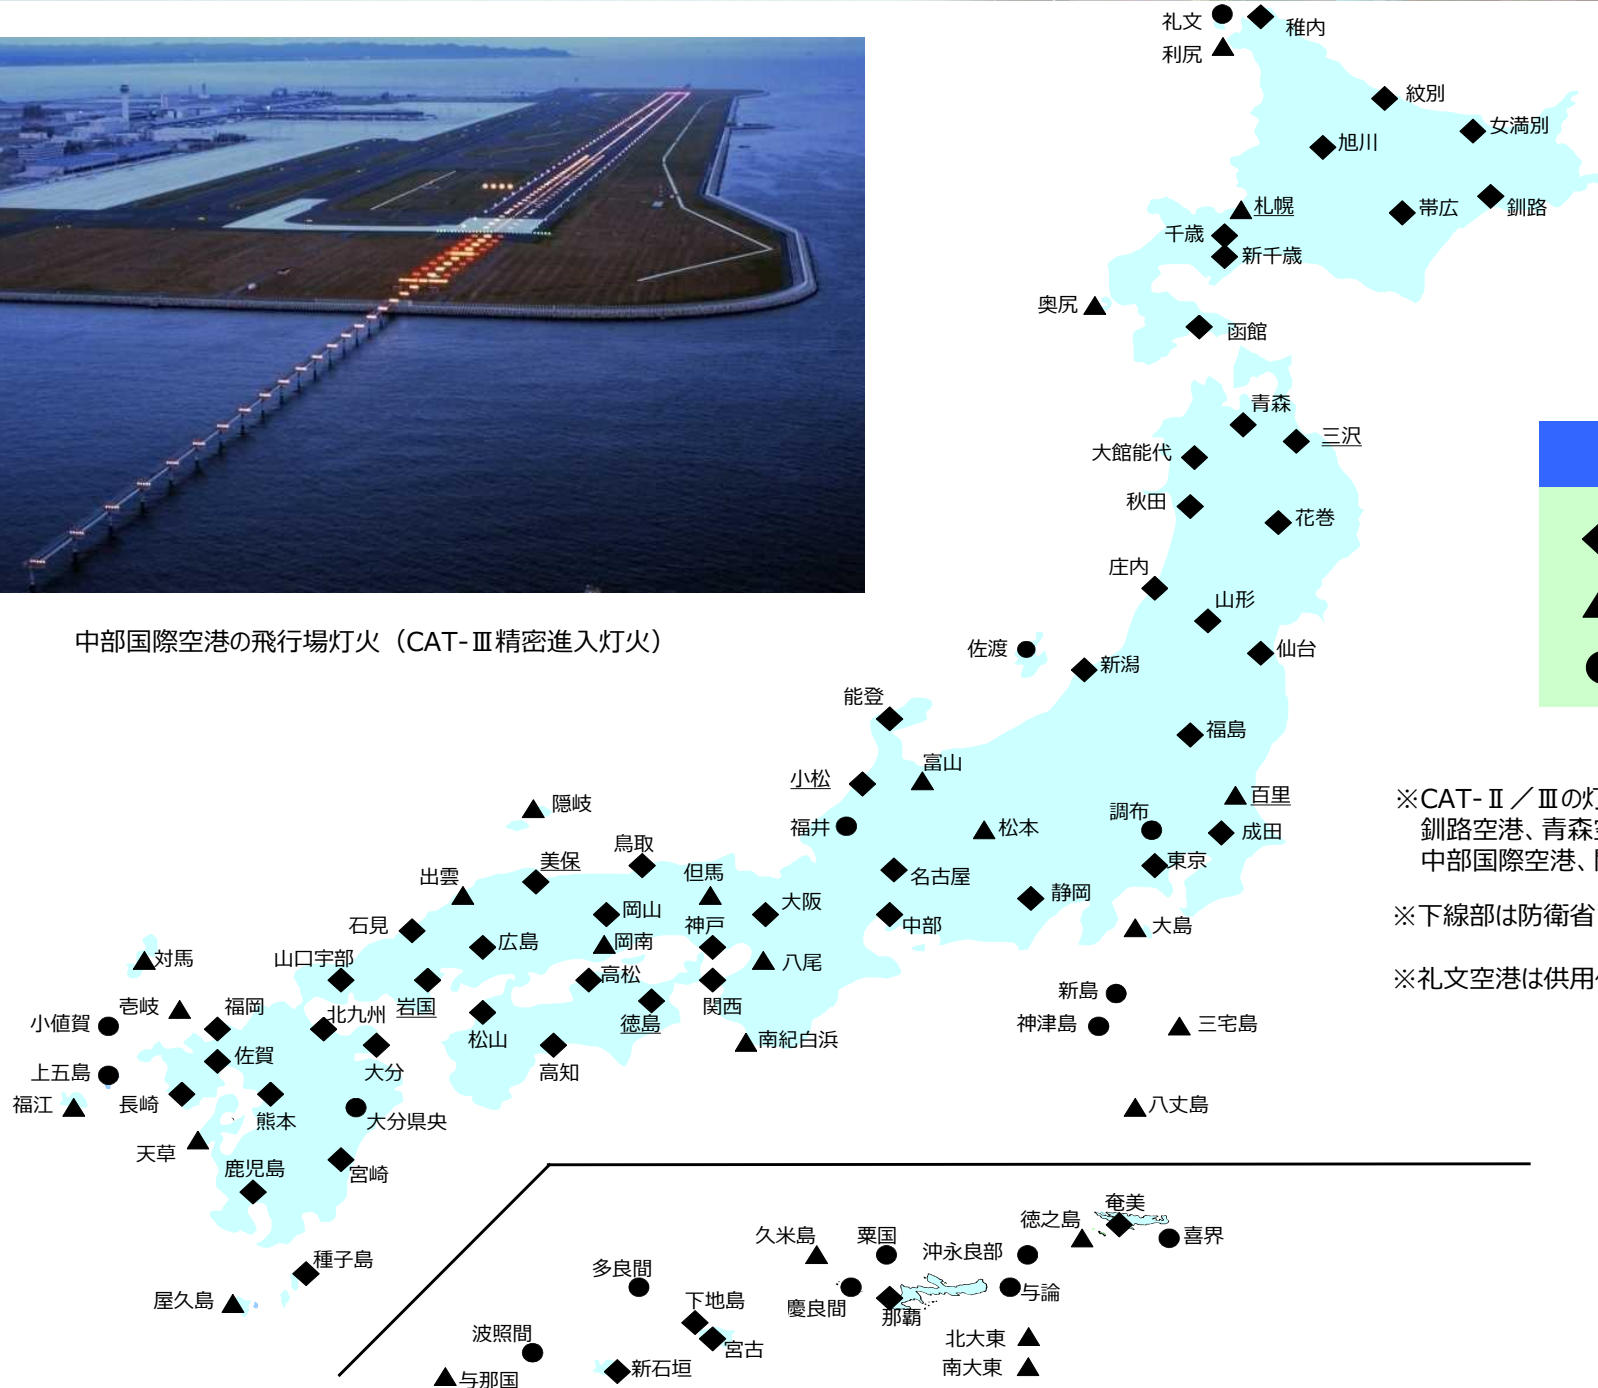 礼文
稚内
利尻
紋別
女満別
旭川
札幌
帯広
釧路
千歳
新千歳
奥尻
函館
青森
三沢
大館能代
秋田
花巻
庄内
山形
中部国際空港の飛行場灯火（CAT-Ⅲ精密進入灯火）
佐渡
新潟
仙台
能登
福島
富山
小松
百里
隠岐
福井
松本
調布
成田
※CAT-Ⅱ／Ⅲの灯
釧路空港、青森空
中部国際空港、
鳥取
美保
但馬
東京
出雲
名古屋
静岡
大阪
岡山
石見
神戸
中部
大島
※下線部は防衛省
広島
岡南
対馬
山口宇部
八尾
高松
※礼文空港は供用
新島
壱岐
福岡
北九州
岩国
関西
小値賀
徳島
神津島
三宅島
松山
南紀白浜
佐賀
上五島
大分
高知
福江
長崎
熊本
大分県央
八丈島
天草
鹿児島
宮崎
奄美
徳之島
久米島
粟国
沖永良部
喜界
種子島
多良間
屋久島
下地島
慶良間
那覇
与論
波照間
宮古
北大東
新石垣
南大東
与那国